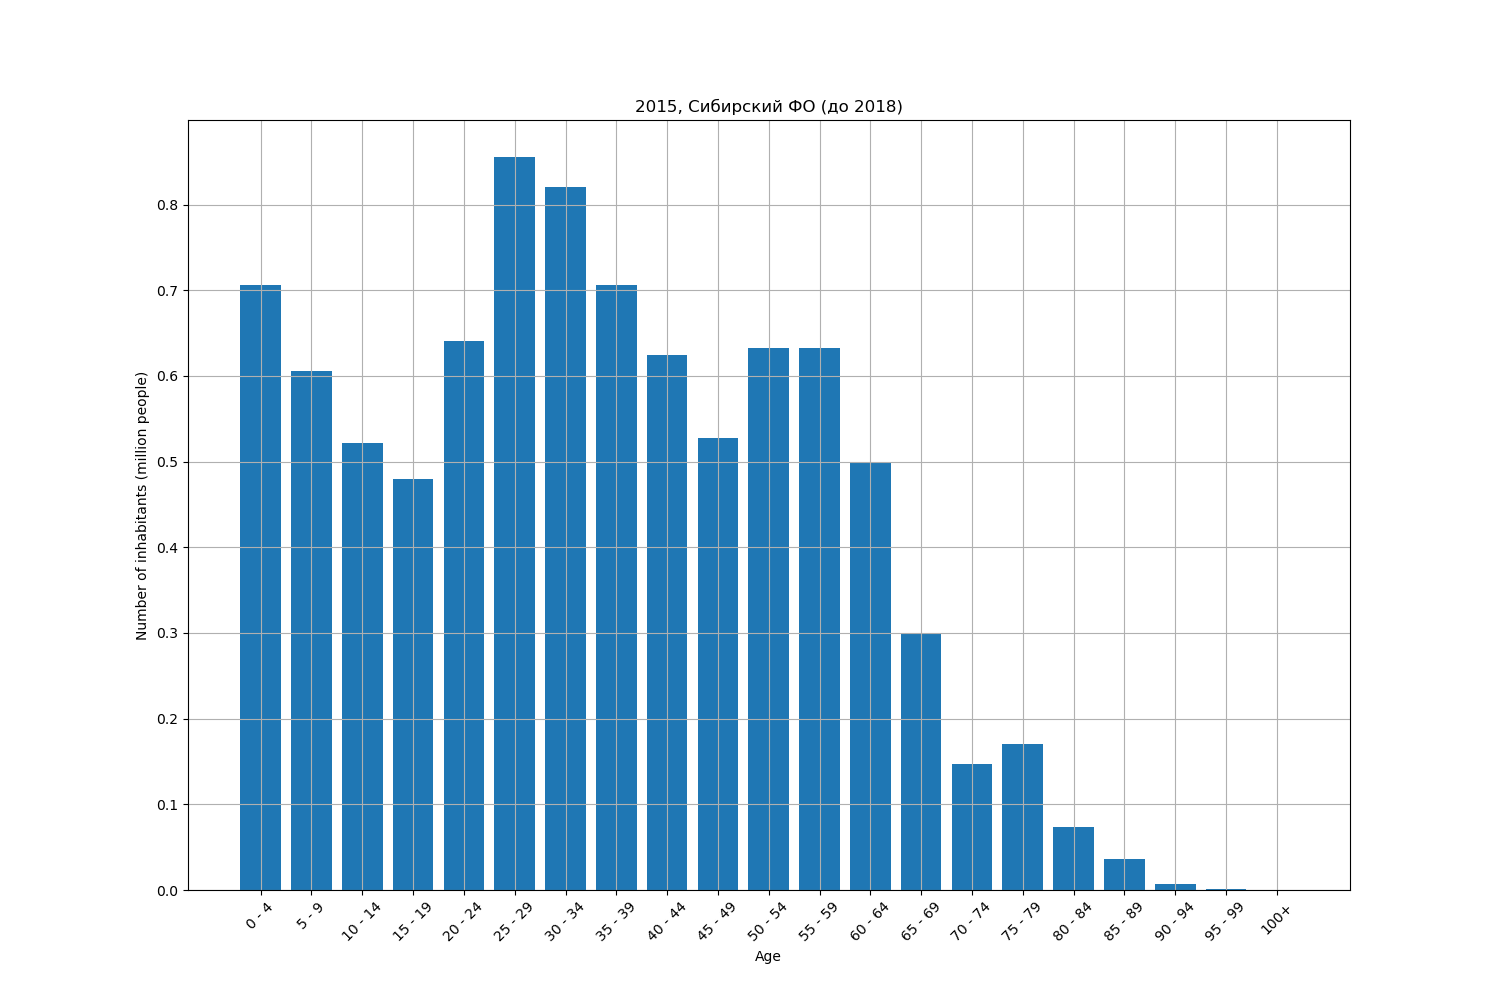 2015, Сибирский ФО (до 2018)
Number of inhabitants (million people)
0.8
0.7
0.6
0.5
0.4
0.3
0.2
0.1
0.0
0 - 4
5 - 9
10 - 14
15 - 19
20 - 24
25 - 29
30 - 34
35 - 39
40 - 44
45 - 49
50 - 54
55 - 59
60 - 64
65 - 69
70 - 74
75 - 79
80 - 84
85 - 89
90 - 94
95 - 99
100+
Age